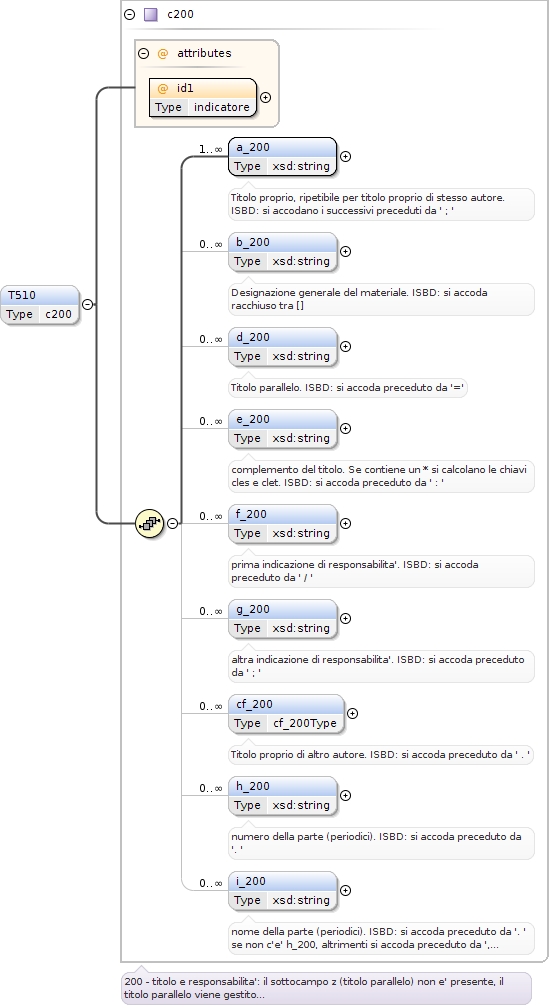 c200
@ attributes
@ id1
Type indicatore
1..∞ a_200
Type xsd:string
Titolo proprio, ripetibile per titolo proprio di stesso autore.
ISBD: si accodano i successivi preceduti da ' ; '
0..∞ b_200
Type xsd:string
Designazione generale del materiale. ISBD: si accoda
racchiuso tra []
T510
Type c200
0..∞ d_200
Type xsd:string
Titolo parallelo. ISBD: si accoda preceduto da '='
0..∞ e_200
Type xsd:string
complemento del titolo. Se contiene un * si calcolano le chiavi
cles e clet. ISBD: si accoda preceduto da ' : '
0..∞ f_200
Type xsd:string
prima indicazione di responsabilita'. ISBD: si accoda
preceduto da ' / '
0..∞ g_200
Type xsd:string
altra indicazione di responsabilita'. ISBD: si accoda preceduto
da ' ; '
0..∞ cf_200
Type cf_200Type
Titolo proprio di altro autore. ISBD: si accoda preceduto da ' . '
0..∞ h_200
Type xsd:string
numero della parte (periodici). ISBD: si accoda preceduto da
'. '
0..∞ i_200
Type xsd:string
nome della parte (periodici). ISBD: si accoda preceduto da '. '
se non c'e' h_200, altrimenti si accoda preceduto da ',...
200 - titolo e responsabilita': il sottocampo z (titolo parallelo) non e' presente, il
titolo parallelo viene gestito...